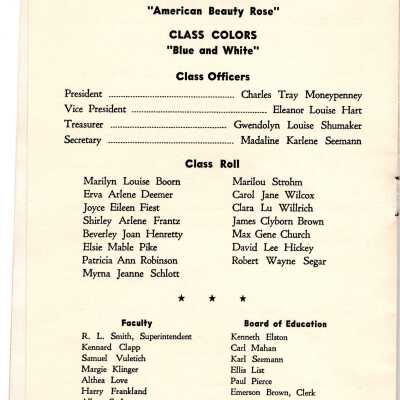 "American Beauty Rose"
CLASS COLORS
"Blue and White"
Class Officers
President ........................................ Charles Tray Moneypenney
Vice President ........................................ Eleanor Louise Hart
Treasurer ........................................ Gwendolyn Louise Shumaker
Secretary ........................................ Madaline Karlene Seemann
Class Roll
Marilyn Louise Boorn
Erva Arlene Deemer
Joyce Eileen Fiest
Shirley Arlene Frantz
Beverley Joan Henretty
Elsie Mable Pike
Patricia Ann Robinson
Myrna Jeanne Schlott
Marilou Strohm
Carol Jane Wilcox
Clara Lu Willrich
James Clyborn Brown
Max Gene Church
David Lee Hickey
Robert Wayne Segar
★ ★ ★
Faculty
R. L. Smith, Superintendent
Kennard Clapp
Samuel Vuletich
Margie Klinger
Althea Love
Harry Frankland
Board of Education
Kenneth Elston
Carl Mahan
Karl Seemann
Ellis List
Paul Pierce
Emerson Brown, Clerk